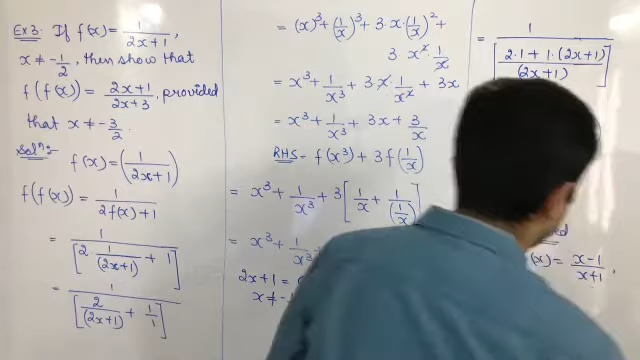 Ex 3: If f(x) = 1/(2x+1),
x ≠ -1/2, then show that
f(f(x)) = (2x+1)/(2x+3), provided
that x ≠ -3/2.
Solⁿ: f(x) = (1/(2x+1))
f(f(x)) = 1/(2f(x)+1)
= 1/[2 1/(2x+1) + 1]
= 1/[2/(2x+1) + 1/1]
= (x)³ + (1/x)³ + 3·x·(1/x)² +
3·x²·1/x
= x³ + 1/x³ + 3·x·1/x² + 3x
= x³ + 1/x³ + 3x + 3/x
RHS = f(x³) + 3f(1/x)
= x³ + 1/x³ + 3[1/x + 1/(1/x)]
= x³ + 1/x³
2x+1 =
x ≠ -
= 1/[(2·1 + 1·(2x+1))/(2x+1)]
(x) = (x-1)/(x+1),